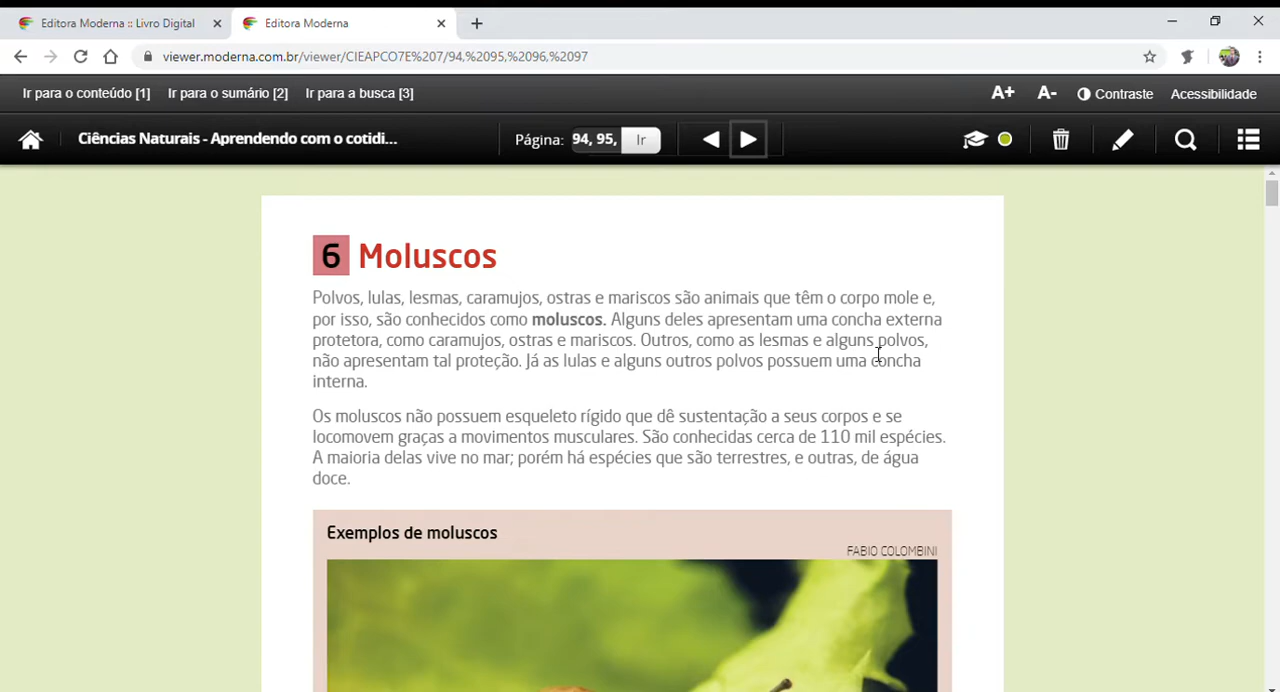 Editora Moderna :: Livro Digital
Editora Moderna
viewer.moderna.com.br/viewer/CIEAPCO7E%207/94,%2095,%2096,%2097
Ir para o conteúdo [1] Ir para o sumário [2] Ir para a busca [3] A+ A- Contraste Acessibilidade
Ciências Naturais - Aprendendo com o cotidi... Página: 94, 95, Ir
6 Moluscos
Polvos, lulas, lesmas, caramujos, ostras e mariscos são animais que têm o corpo mole e,
por isso, são conhecidos como moluscos. Alguns deles apresentam uma concha externa
protetora, como caramujos, ostras e mariscos. Outros, como as lesmas e alguns polvos,
não apresentam tal proteção. Já as lulas e alguns outros polvos possuem uma concha
interna.
Os moluscos não possuem esqueleto rígido que dê sustentação a seus corpos e se
locomovem graças a movimentos musculares. São conhecidas cerca de 110 mil espécies.
A maioria delas vive no mar; porém há espécies que são terrestres, e outras, de água
doce.
Exemplos de moluscos
FABIO COLOMBINI